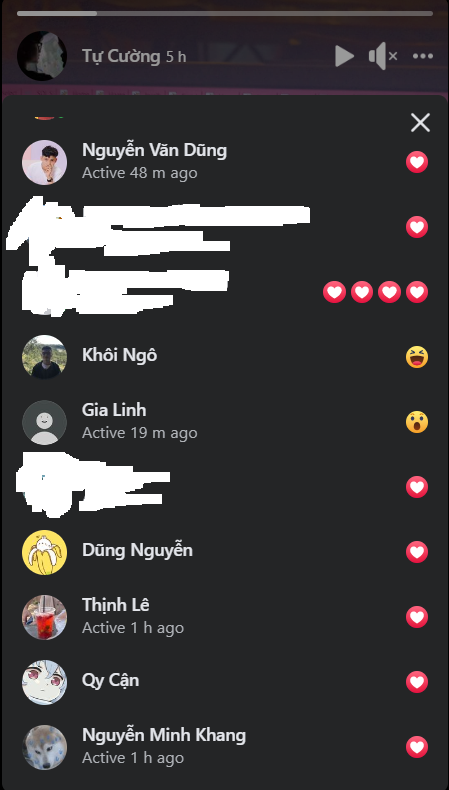 Tự Cường 5 h
Nguyễn Văn Dũng
Active 48 m ago
Khôi Ngô
Gia Linh
Active 19 m ago
Dũng Nguyễn
Thịnh Lê
Active 1 h ago
Qy Cận
Nguyễn Minh Khang
Active 1 h ago